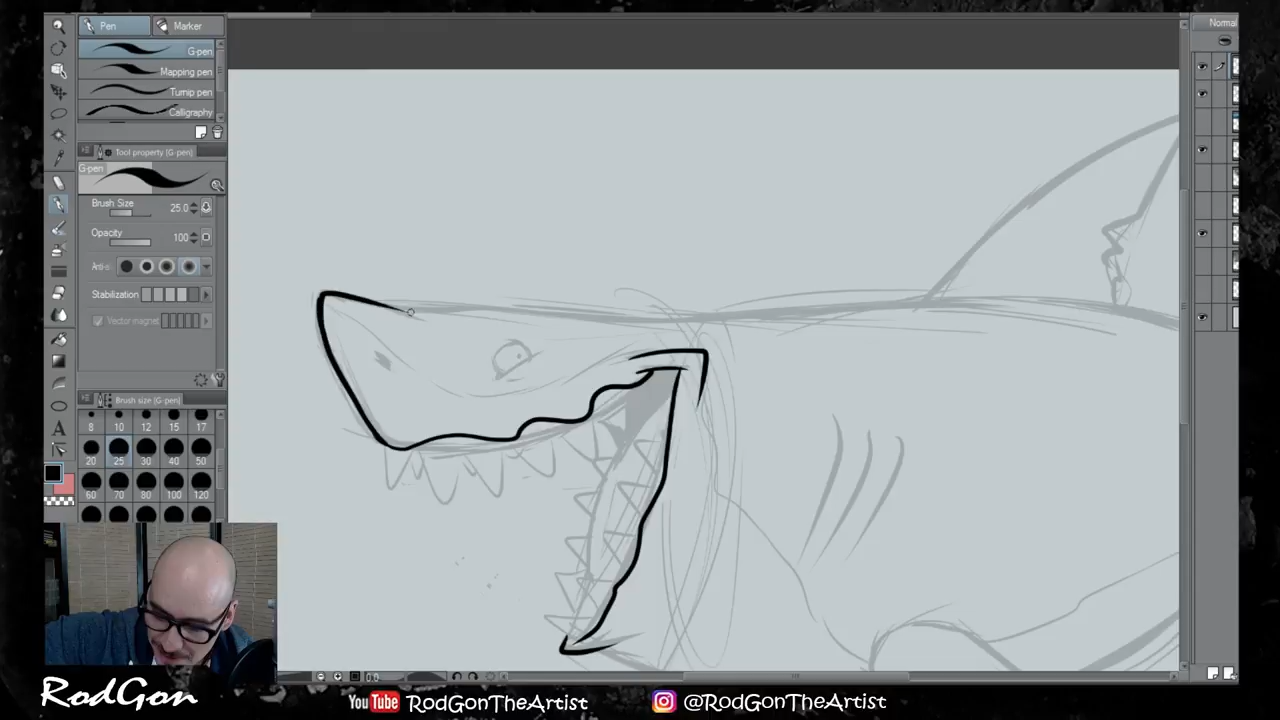 Pen
Marker
Normal
G-pen
Mapping pen
Turnip pen
Calligraphy
Tool property [G-pen]
G-pen
Brush Size 25.0
Opacity 100
Anti-s
Stabilization
Vector magnet
Brush size [G-pen]
8 10 12 15 17
20 25 30 40 50
60 70 80 100 120
A
RodGon
You Tube RodGonTheArtist
@RodGonTheArtist